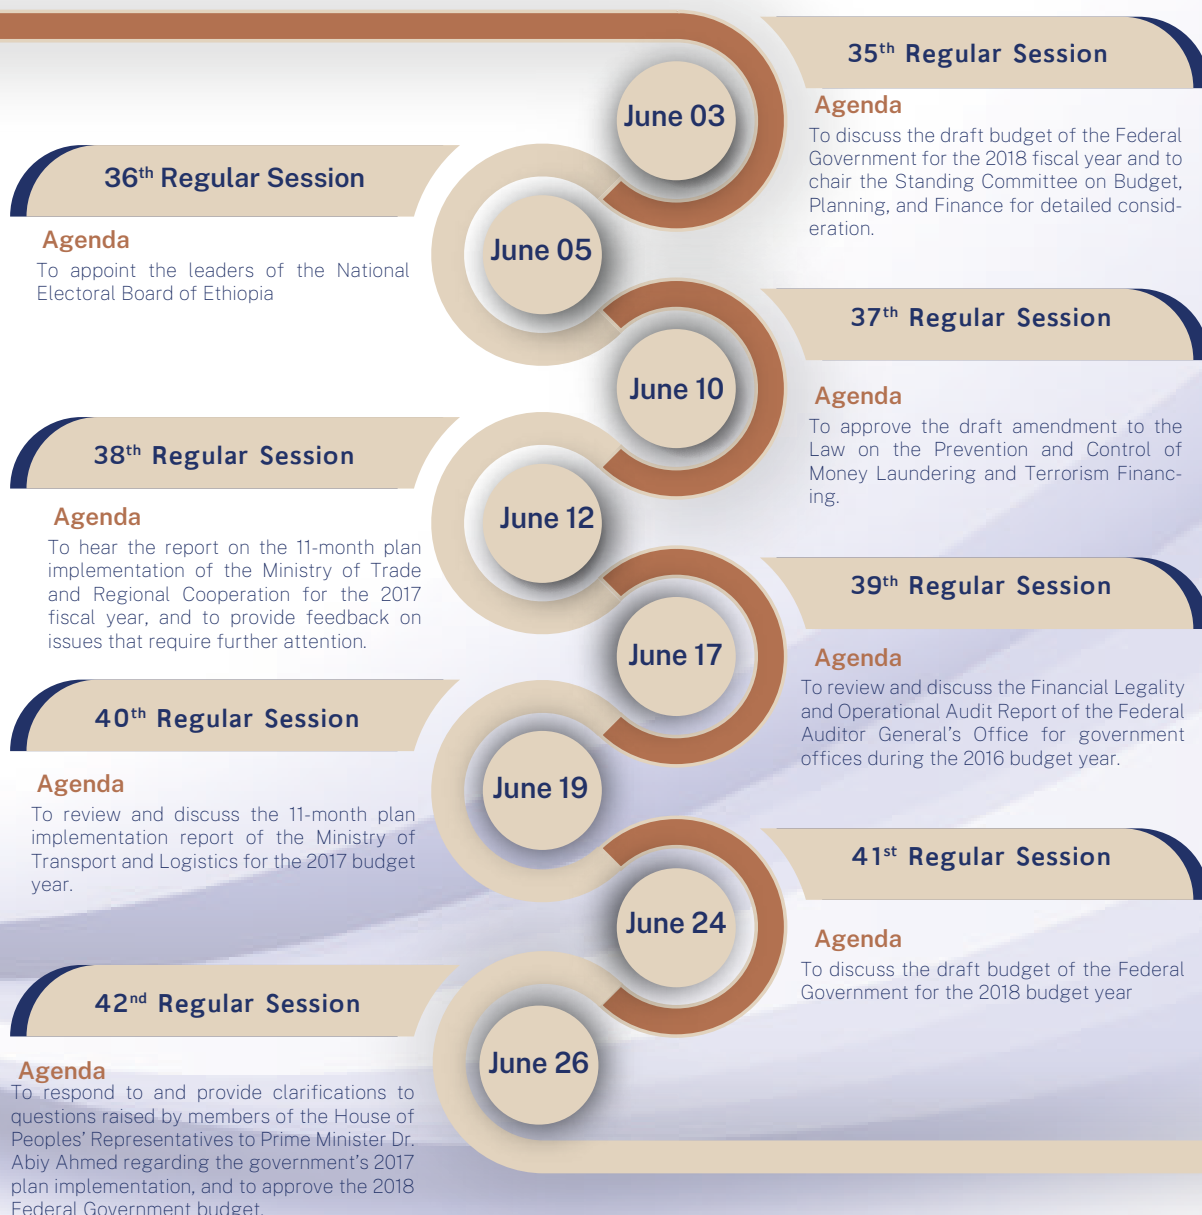 35th Regular Session
June 03
Agenda
To discuss the draft budget of the Federal
Government for the 2018 fiscal year and to
chair the Standing Committee on Budget,
Planning, and Finance for detailed consid-
eration.
36th Regular Session
June 05
Agenda
To appoint the leaders of the National
Electoral Board of Ethiopia
37th Regular Session
June 10
Agenda
To approve the draft amendment to the
Law on the Prevention and Control of
Money Laundering and Terrorism Financ-
ing.
38th Regular Session
June 12
Agenda
To hear the report on the 11-month plan
implementation of the Ministry of Trade
and Regional Cooperation for the 2017
fiscal year, and to provide feedback on
issues that require further attention.
39th Regular Session
June 17
Agenda
To review and discuss the Financial Legality
and Operational Audit Report of the Federal
Auditor General's Office for government
offices during the 2016 budget year.
40th Regular Session
June 19
Agenda
To review and discuss the 11-month plan
implementation report of the Ministry of
Transport and Logistics for the 2017 budget
year.
41st Regular Session
June 24
Agenda
To discuss the draft budget of the Federal
Government for the 2018 budget year
42nd Regular Session
June 26
Agenda
To respond to and provide clarifications to
questions raised by members of the House of
Peoples' Representatives to Prime Minister Dr.
Abiy Ahmed regarding the government's 2017
plan implementation, and to approve the 2018
Federal Government budget.